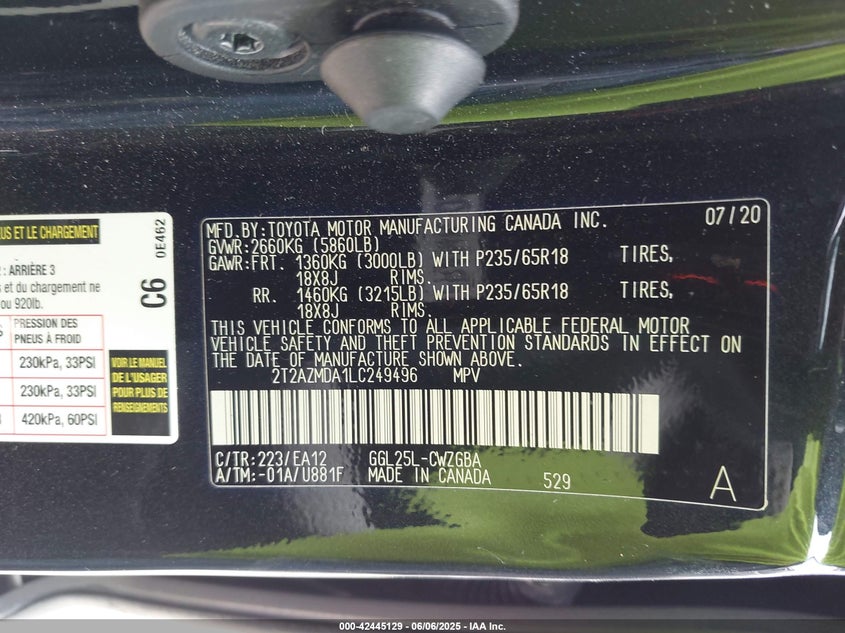 US ET LE CHARGEMENT
: ARRIÈRE 3
s et du chargement ne
ou 920lb.
PRESSION DES
PNEUS À FROID
230kPa, 33PSI
230kPa, 33PSI
420kPa, 60PSI
VOIR LE MANUEL
DE L'USAGER
POUR PLUS DE
RENSEIGNEMENTS
C6
0E462
MFD.BY:TOYOTA MOTOR MANUFACTURING CANADA INC. 07/20
GVWR:2660KG (5860LB)
GAWR:FRT. 1360KG (3000LB) WITH P235/65R18 TIRES,
18X8J RIMS.
RR. 1460KG (3215LB) WITH P235/65R18 TIRES,
18X8J RIMS.
THIS VEHICLE CONFORMS TO ALL APPLICABLE FEDERAL MOTOR
VEHICLE SAFETY AND THEFT PREVENTION STANDARDS IN EFFECT ON
THE DATE OF MANUFACTURE SHOWN ABOVE.
2T2AZMDA1LC249496 MPV
C/TR:223/EA12 GGL25L-CWZGBA
A/TM:-01A/U881F MADE IN CANADA 529 A
000-42445129 - 06/06/2025 - IAA Inc.